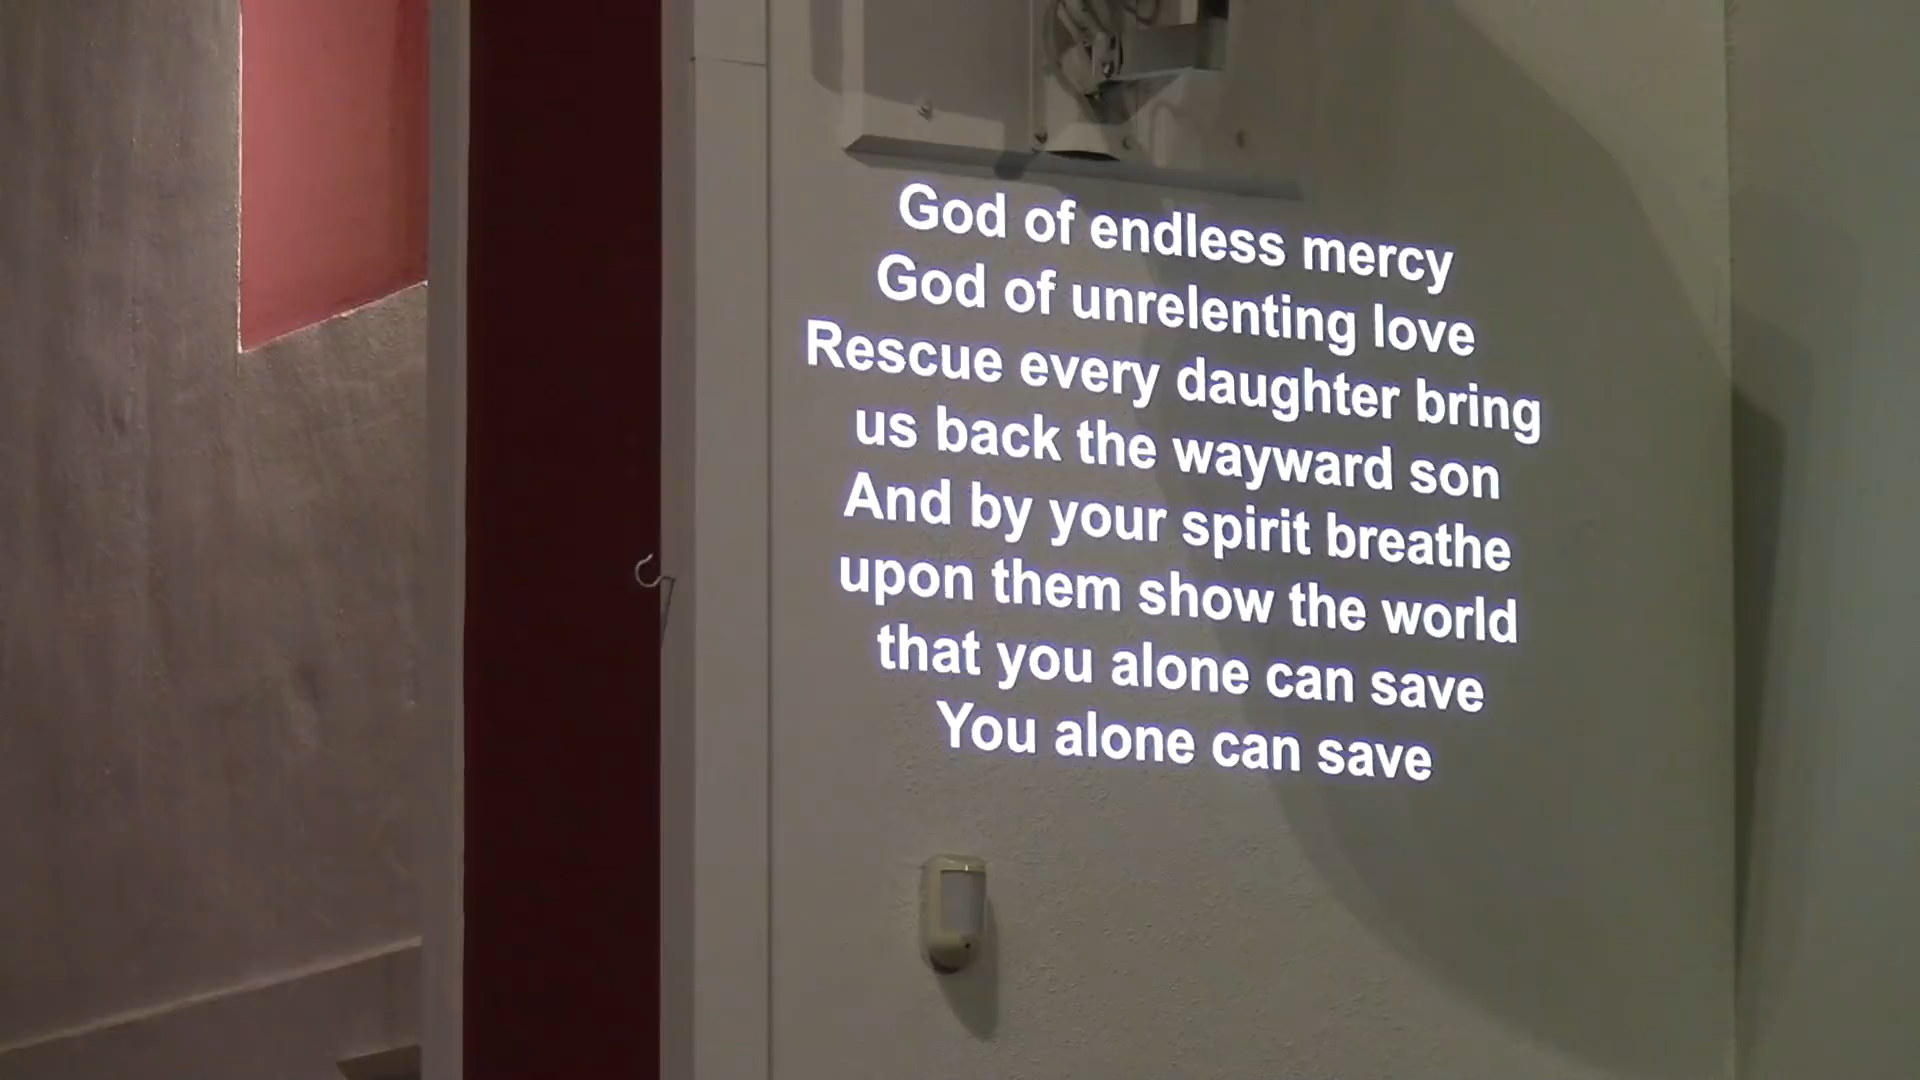 God of endless mercy
God of unrelenting love
Rescue every daughter bring
us back the wayward son
And by your spirit breathe
upon them show the world
that you alone can save
You alone can save